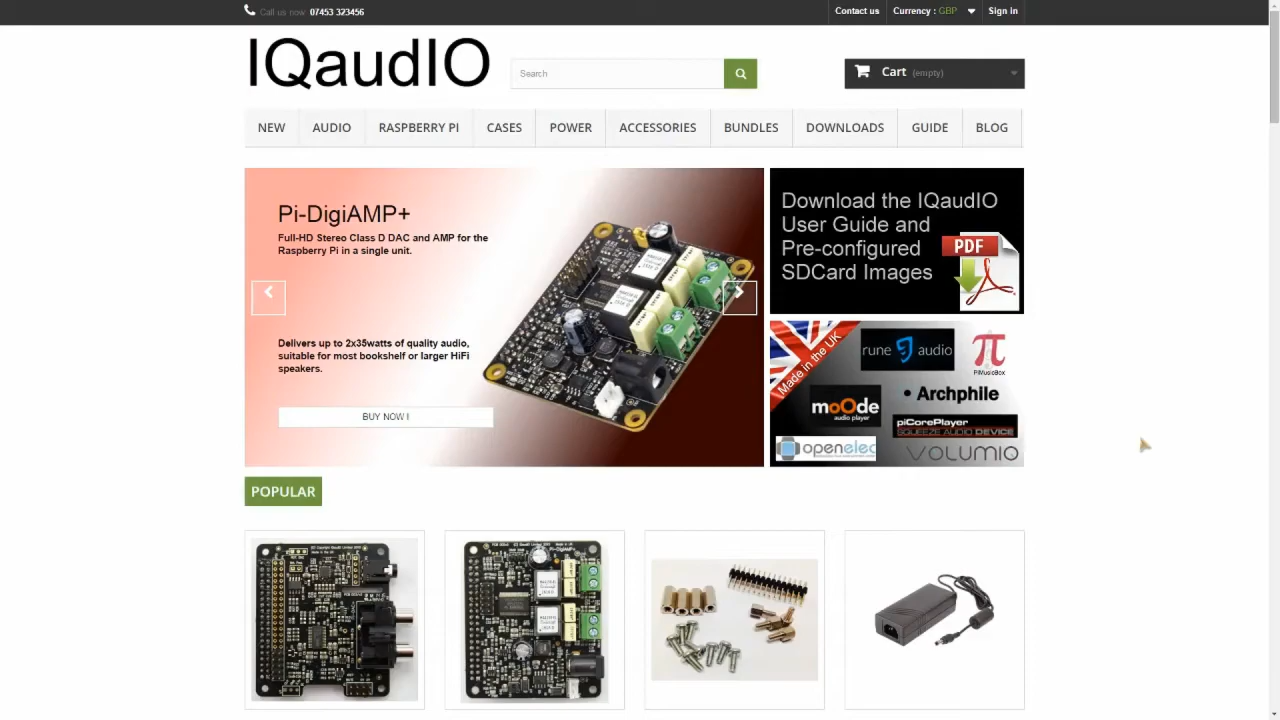 Call us now 07453 323456
Contact us
Currency : GBP
Sign in
IQaudIO
Search
Cart (empty)
NEW
AUDIO
RASPBERRY PI
CASES
POWER
ACCESSORIES
BUNDLES
DOWNLOADS
GUIDE
BLOG
Pi-DigiAMP+
Full-HD Stereo Class D DAC and AMP for the
Raspberry Pi in a single unit.
Delivers up to 2x35watts of quality audio,
suitable for most bookshelf or larger HiFi
speakers.
BUY NOW !
Download the IQaudIO
User Guide and
Pre-configured
SDCard Images
PDF
Made in the UK
rune audio
PiMusicBox
moOde
audio player
• Archphile
piCorePlayer
SQUEEZE AUDIO DEVICE
openelec
VOLUMIO
POPULAR